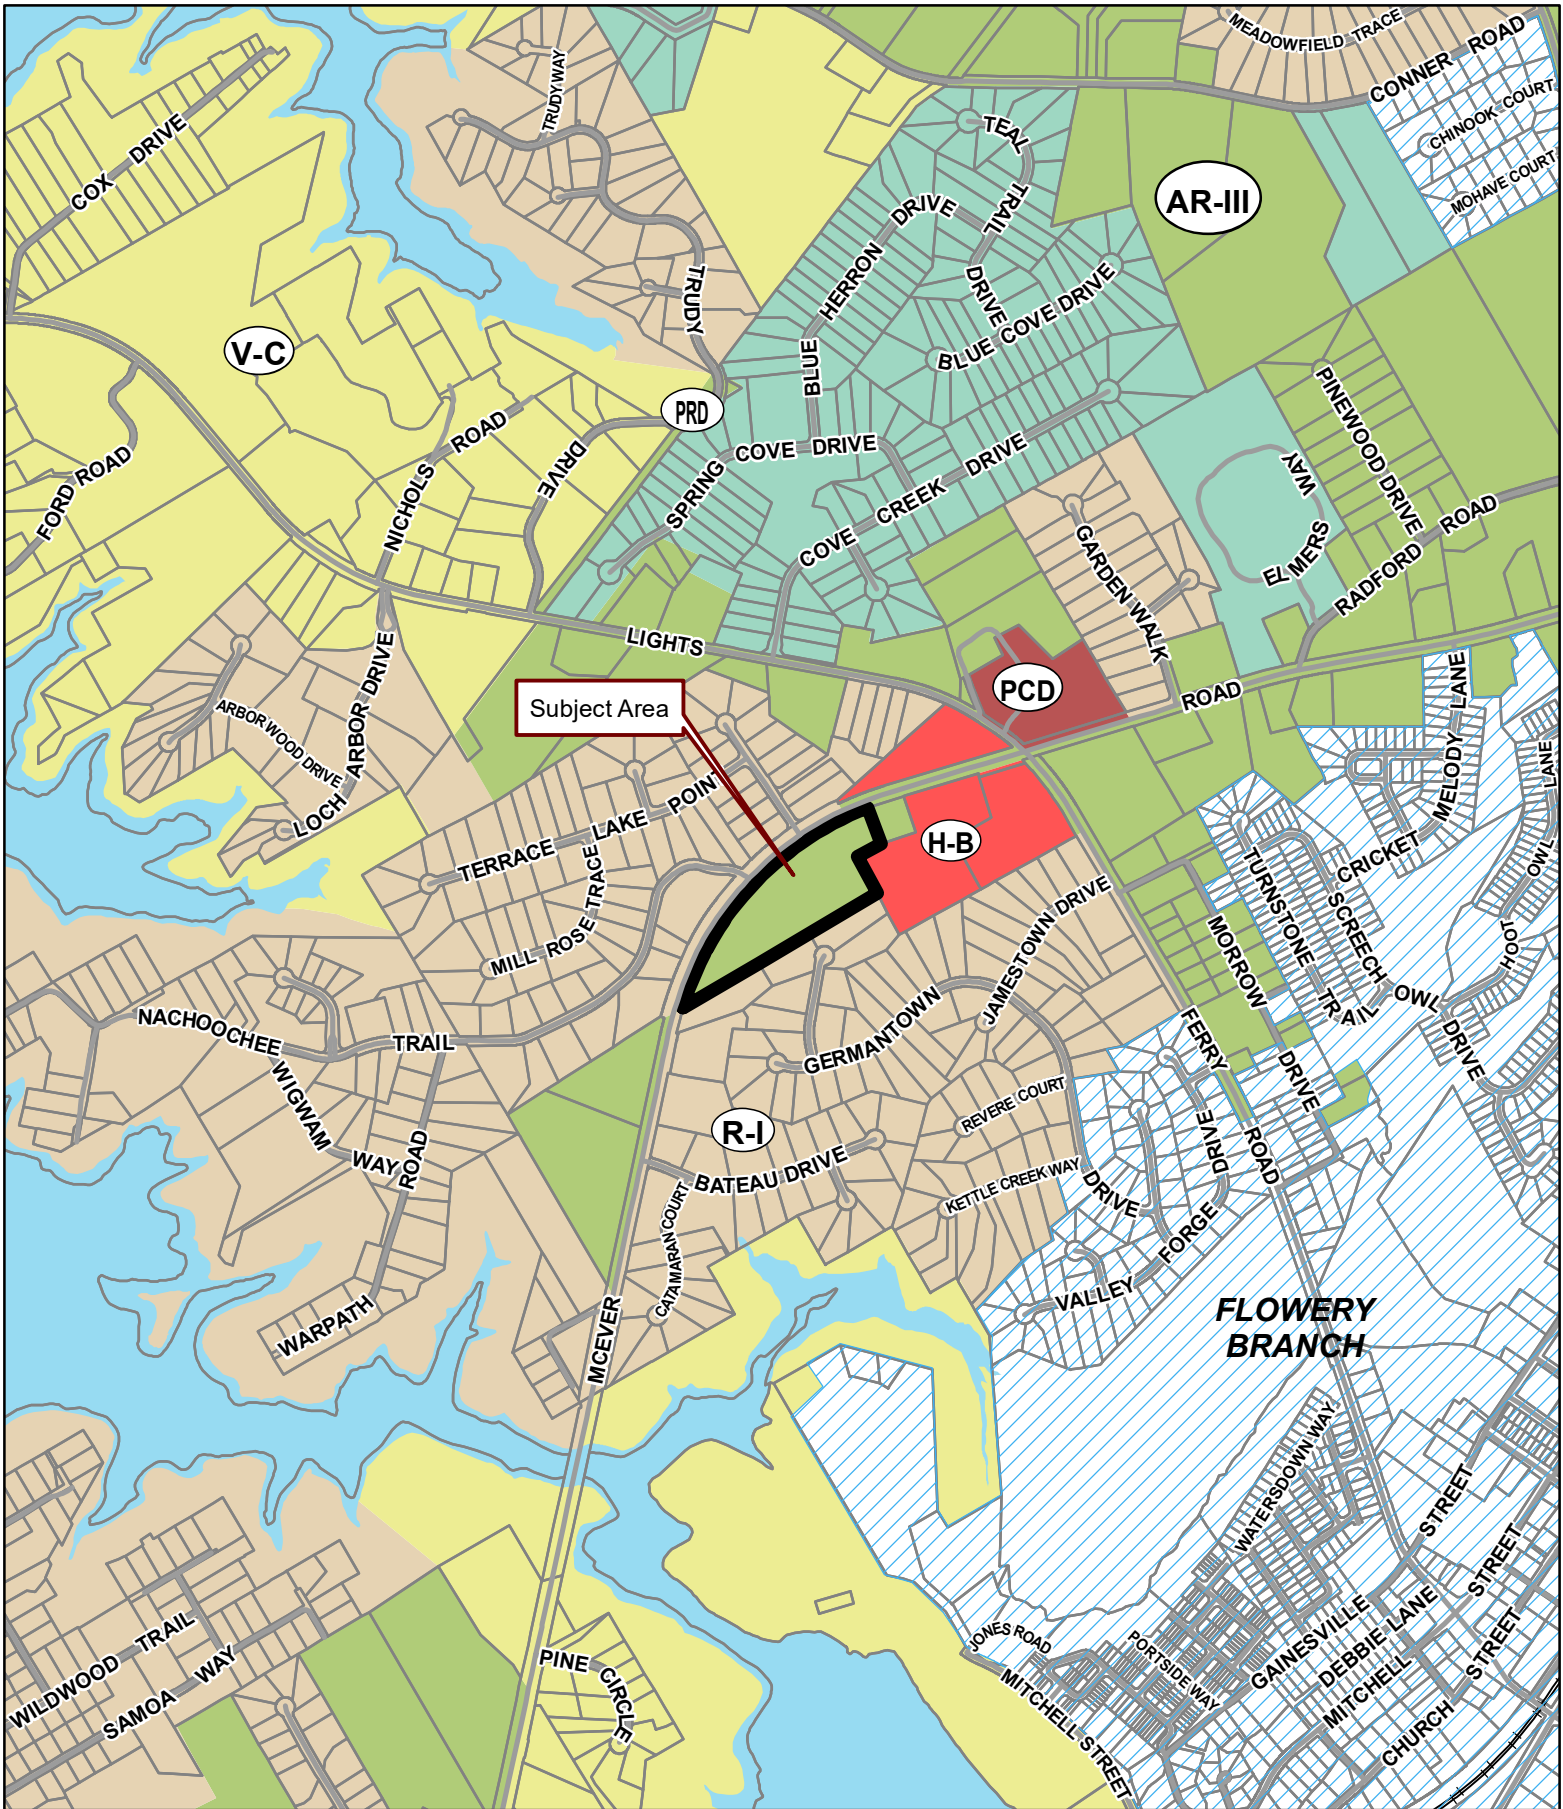 MEADOWFIELD TRACE
CONNER ROAD
CHINOOK COURT
MOHAVE COURT
TRUDY WAY
COX DRIVE
TEAL TRAIL DRIVE
AR-III
BLUE HERRON DRIVE
BLUE COVE DRIVE
TRUDY DRIVE
V-C
PRD
PINEWOOD DRIVE
FORD ROAD
NICHOLS ROAD
SPRING COVE DRIVE
COVE CREEK DRIVE
EL MERS WAY
RADFORD ROAD
GARDEN WALK
LIGHTS
ARBOR WOOD DRIVE
LOCH ARBOR DRIVE
Subject Area
PCD
ROAD
MELODY LANE
CRICKET
OWL LANE
HOOT OWL
TERRACE LAKE POINT
MILL ROSE TRACE
H-B
JAMESTOWN DRIVE
TURNSTONE TRAIL
SCREECH OWL DRIVE
MORROW DRIVE
NACHOOCHEE TRAIL
WIGWAM WAY
ROAD
WARPATH
GERMANTOWN DRIVE
FERRY ROAD
REVERE COURT
R-I
BATEAU DRIVE
KETTLE CREEK WAY
CATAMARAN COURT
VALLEY FORGE DRIVE
MCEVER
FLOWERY
BRANCH
WATERSDOWN WAY
STREET
STREET
STREET
WILDWOOD TRAIL
SAMOA WAY
PINE CIRCLE
JONES ROAD
MITCHELL STREET
PORTSIDE WAY
GAINESVILLE
DEBBIE LANE
MITCHELL
CHURCH